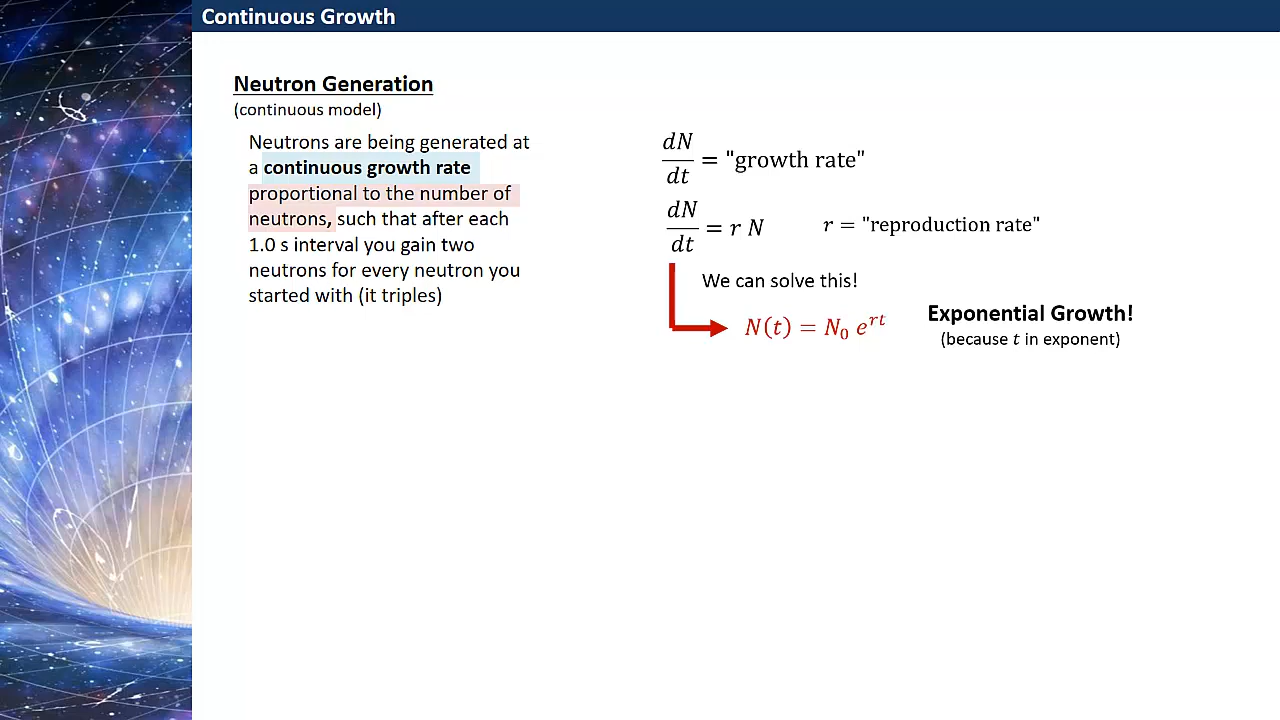 Continuous Growth
Neutron Generation
(continuous model)
Neutrons are being generated at
a continuous growth rate
proportional to the number of
neutrons, such that after each
1.0 s interval you gain two
neutrons for every neutron you
started with (it triples)
dN/dt = "growth rate"
dN/dt = r N
r = "reproduction rate"
We can solve this!
N(t) = N₀ e^{rt}
Exponential Growth!
(because t in exponent)